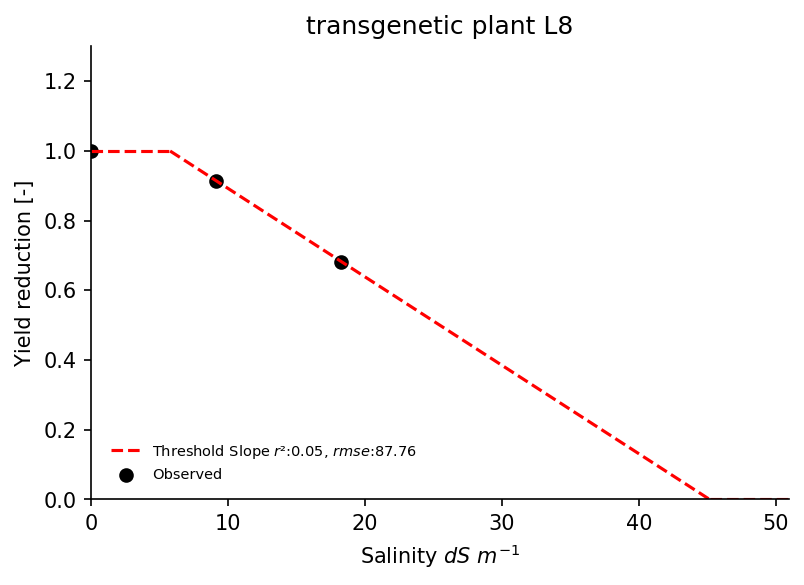 transgenetic plant L8
Yield reduction [-]
1.2
1.0
0.8
0.6
0.4
0.2
0.0
Threshold Slope r²:0.05, rmse:87.76
Observed
0 10 20 30 40 50
Salinity dS m⁻¹